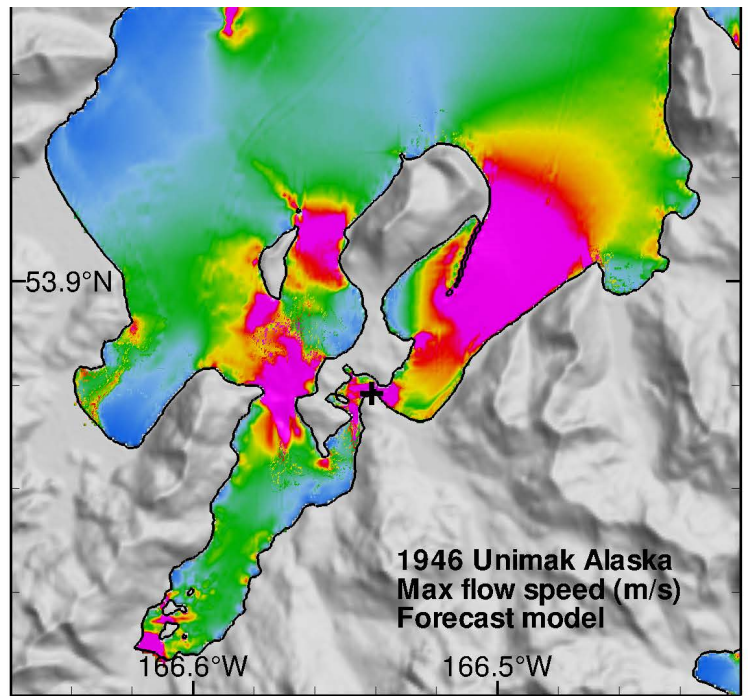 53.9°N
1946 Unimak Alaska
Max flow speed (m/s)
Forecast model
166.6°W 166.5°W